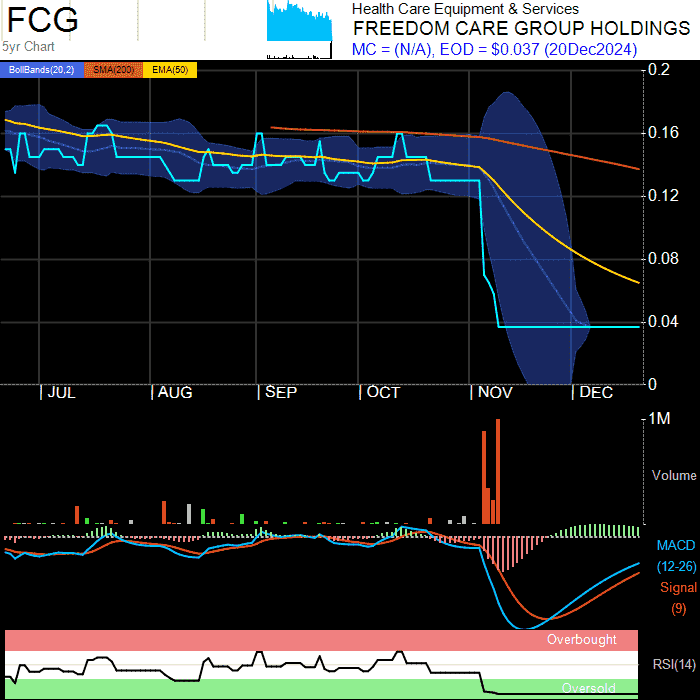 FCG
5yr Chart
Health Care Equipment & Services
FREEDOM CARE GROUP HOLDINGS
MC = (N/A), EOD = $0.037 (20Dec2024)
BollBands(20,2) SMA(200) EMA(50)
0.2
0.16
0.12
0.08
0.04
0
JUL AUG SEP OCT NOV DEC
1M
Volume
MACD
(12-26)
Signal
(9)
Overbought
RSI(14)
Oversold